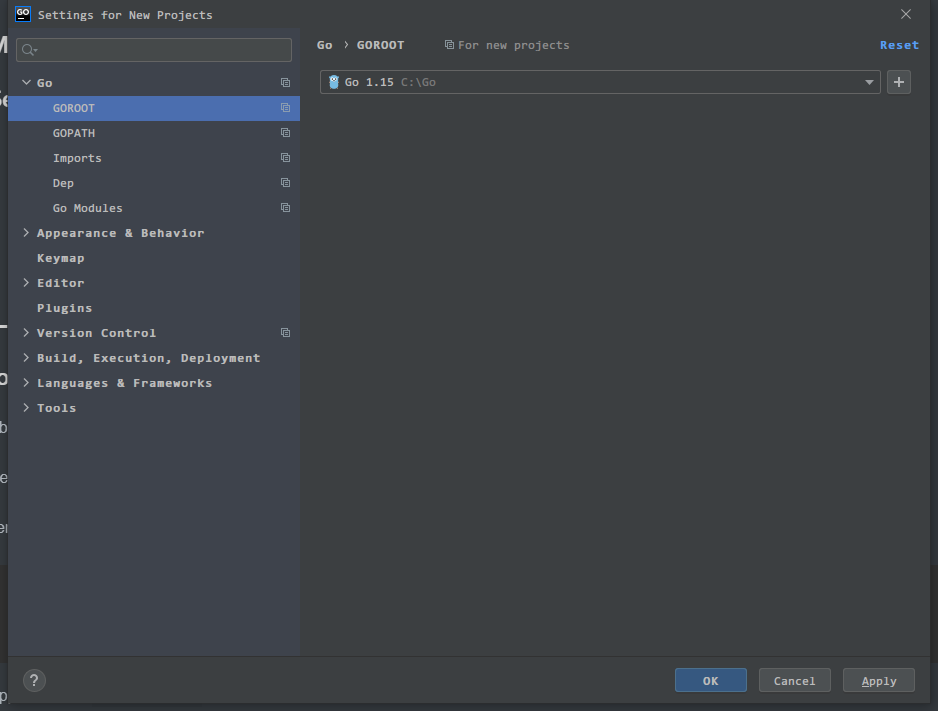 GO Settings for New Projects
Go › GOROOT For new projects Reset
Go
Go 1.15 C:\Go
GOROOT
GOPATH
Imports
Dep
Go Modules
Appearance & Behavior
Keymap
Editor
Plugins
Version Control
Build, Execution, Deployment
Languages & Frameworks
Tools
? OK Cancel Apply